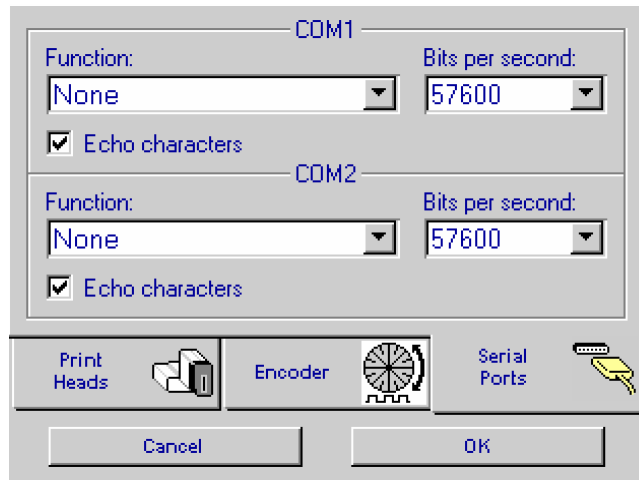 COM1
Function: Bits per second:
None 57600
Echo characters
COM2
Function: Bits per second:
None 57600
Echo characters
Print
Heads
Encoder
Serial
Ports
Cancel OK